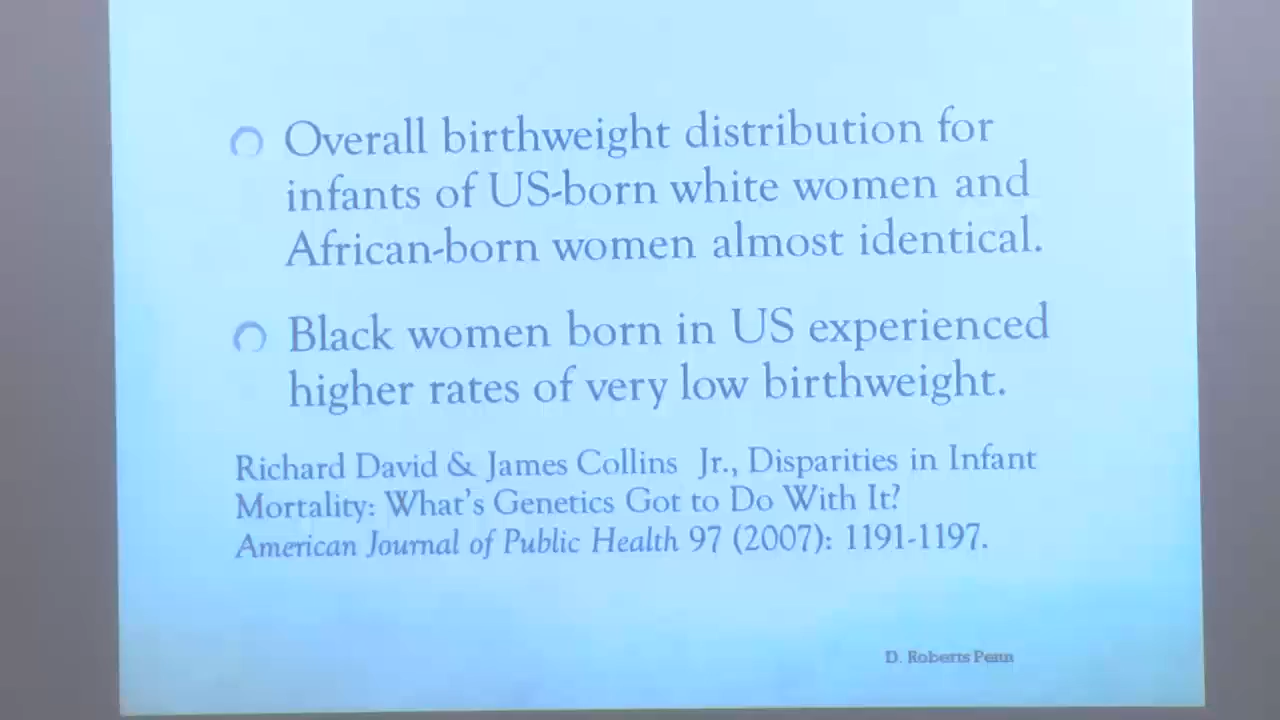 Overall birthweight distribution for
infants of US-born white women and
African-born women almost identical.
Black women born in US experienced
higher rates of very low birthweight.
Richard David & James Collins Jr., Disparities in Infant
Mortality: What's Genetics Got to Do With It?
American Journal of Public Health 97 (2007): 1191-1197.
D. Roberts Penn